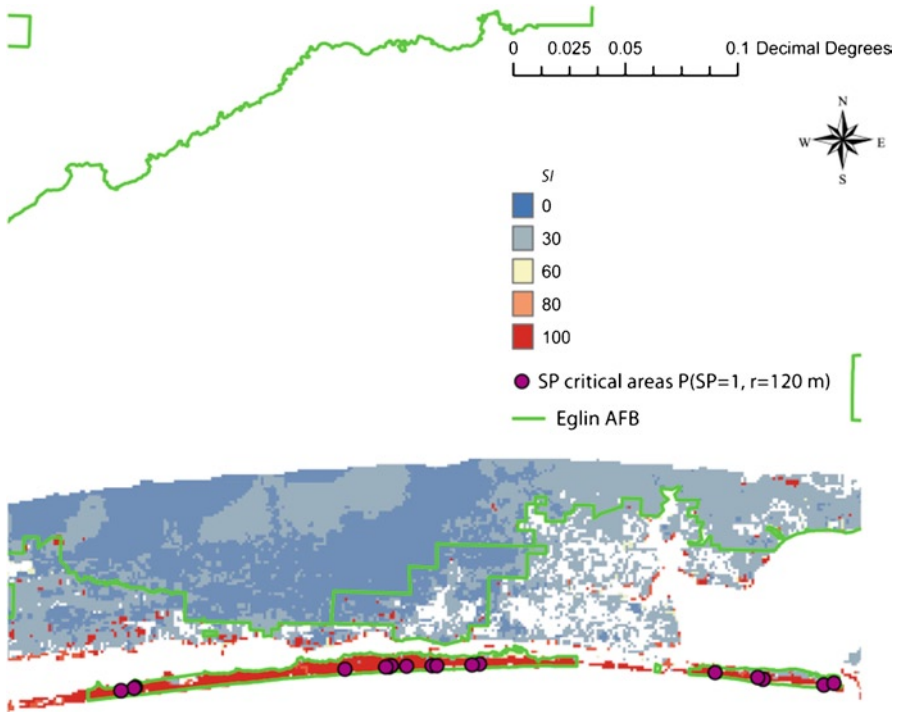 0 0.025 0.05 0.1 Decimal Degrees
N
W E
S
SI
0
30
60
80
100
SP critical areas P(SP=1, r=120 m)
Eglin AFB